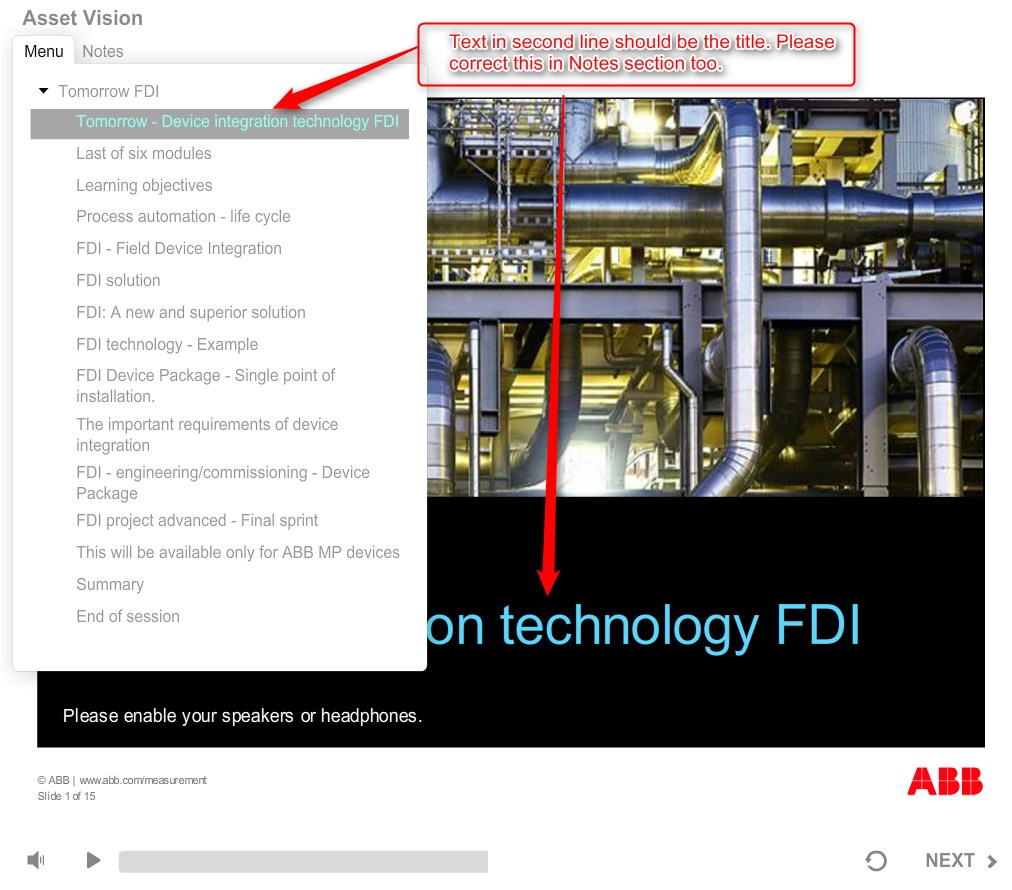 Asset Vision
Menu Notes
Text in second line should be the title. Please
correct this in Notes section too.
Tomorrow FDI
Tomorrow - Device integration technology FDI
Last of six modules
Learning objectives
Process automation - life cycle
FDI - Field Device Integration
FDI solution
FDI: A new and superior solution
FDI technology - Example
FDI Device Package - Single point of
installation.
The important requirements of device
integration
FDI - engineering/commissioning - Device
Package
FDI project advanced - Final sprint
This will be available only for ABB MP devices
Summary
End of session
on technology FDI
Please enable your speakers or headphones.
© ABB | www.abb.com/measurement
Slide 1 of 15
ABB
NEXT